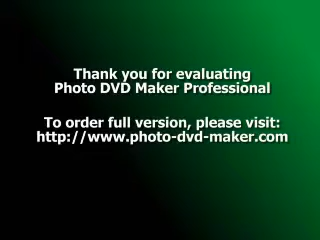 Thank you for evaluating
Photo DVD Maker Professional
To order full version, please visit:
http://www.photo-dvd-maker.com